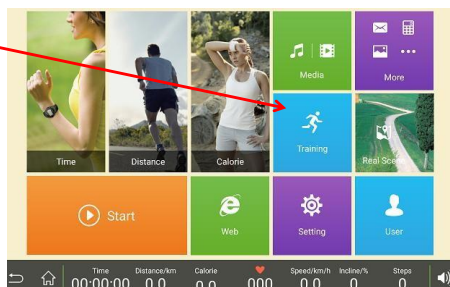 Media
More
Time
Distance
Calorie
Training
Real Scene
Start
Web
Setting
User
Time
Distance/km
Calorie
Speed/km/h
Incline/%
Steps
00:00:00
0.0
0.0
000
0.0
0
0